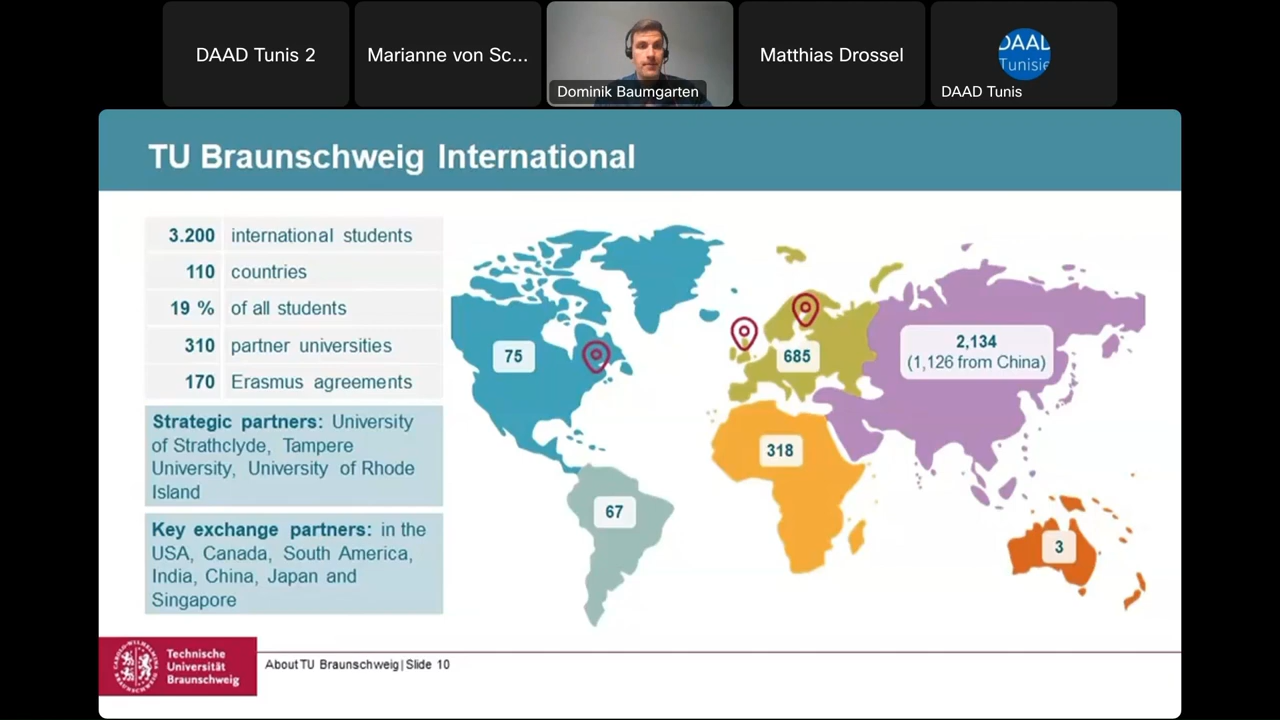 DAAD Tunis 2
Marianne von Sc...
Dominik Baumgarten
Matthias Drossel
DAAD
Tunisie
DAAD Tunis
TU Braunschweig International
3.200 international students
110 countries
19 % of all students
310 partner universities
170 Erasmus agreements
Strategic partners: University
of Strathclyde, Tampere
University, University of Rhode
Island
Key exchange partners: in the
USA, Canada, South America,
India, China, Japan and
Singapore
75
685
2,134
(1,126 from China)
318
67
3
Technische
Universität
Braunschweig
About TU Braunschweig | Slide 10